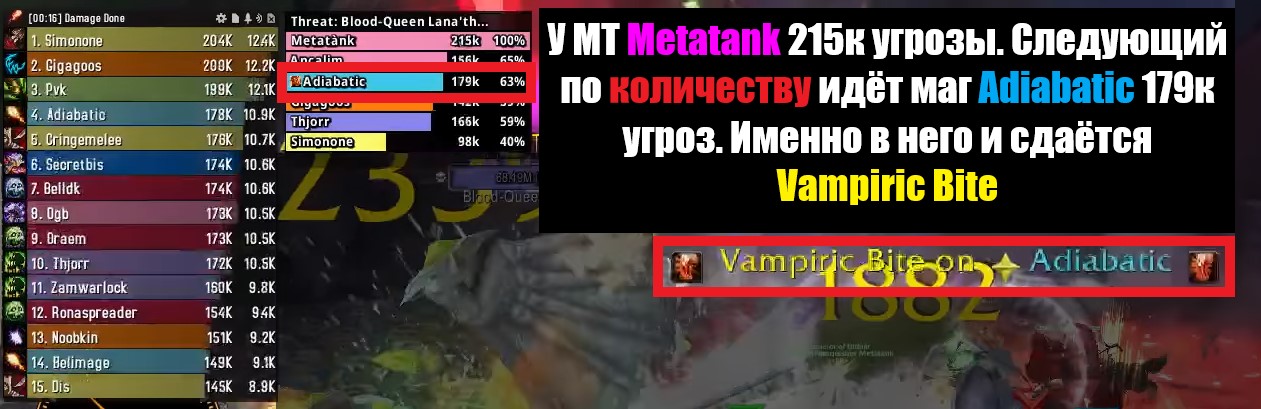 [00:16] Damage Done
1. Simonone 204K 12.4K
2. Gigagoos 200K 12.2K
3. Pvk 199K 12.1K
4. Adiabatic 178K 10.9K
5. Cringemelee 176K 10.7K
6. Secretbis 174K 10.6K
7. Belldk 174K 10.6K
8. Ogb 173K 10.5K
9. Draem 173K 10.5K
10. Thjorr 172K 10.5K
11. Zamwarlock 160K 9.8K
12. Ronaspreader 154K 9.4K
13. Noobkin 151K 9.2K
14. Belimage 149K 9.1K
15. Dis 145K 8.9K
Threat: Blood-Queen Lana'th...
Metatànk 215k 100%
Ancalim 156k 65%
Adiabatic 179k 63%
Gigagoos 142k 59%
Thjorr 166k 59%
Simonone 98k 40%
68.49M
Blood-Quee
У МТ Metatank 215к угрозы. Следующий
по количеству идёт маг Adiabatic 179к
угроз. Именно в него и сдаётся
Vampiric Bite
Vampiric Bite on Adiabatic
1882